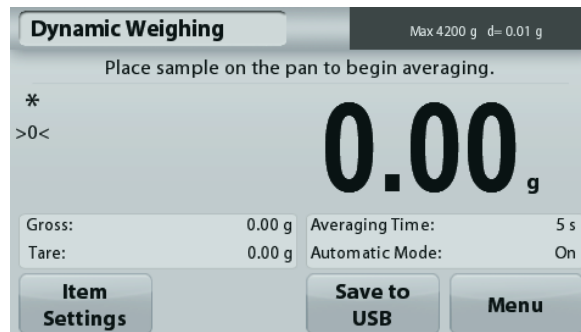 Dynamic Weighing
Max 4200 g d= 0.01 g
Place sample on the pan to begin averaging.
*
>0<
0.00 g
Gross: 0.00 g
Averaging Time: 5 s
Tare: 0.00 g
Automatic Mode: On
Item
Settings
Save to
USB
Menu